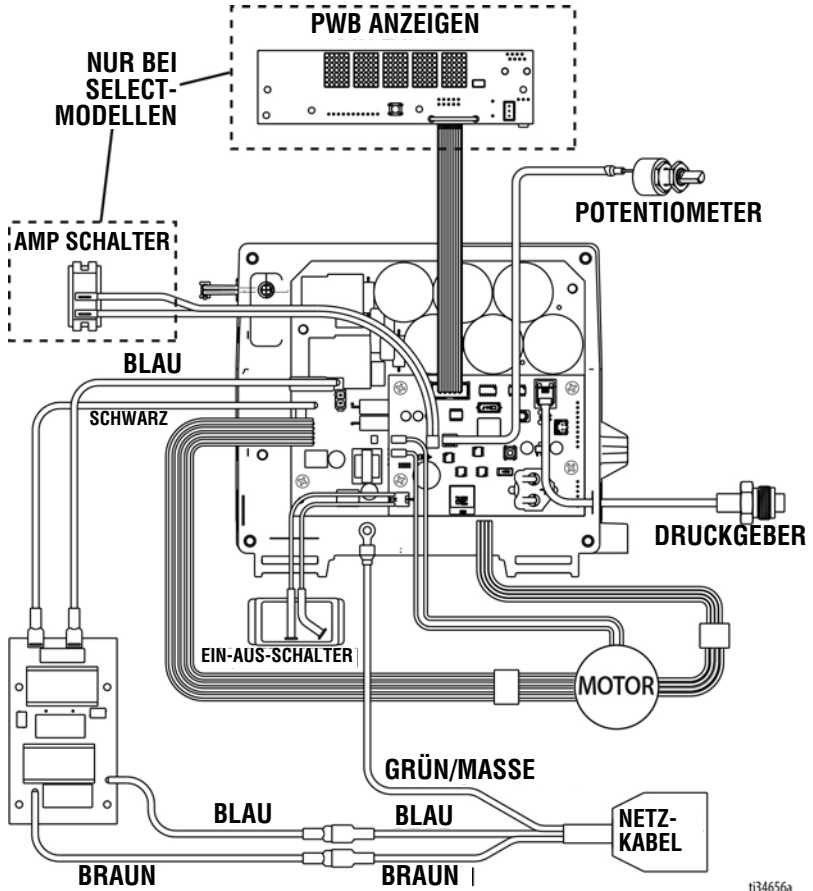 PWB ANZEIGEN
NUR BEI
SELECT-
MODELLEN
POTENTIOMETER
AMP SCHALTER
BLAU
SCHWARZ
DRUCKGEBER
EIN-AUS-SCHALTER
MOTOR
GRÜN/MASSE
BLAU
BLAU
NETZ-
KABEL
BRAUN
BRAUN
ti34656a